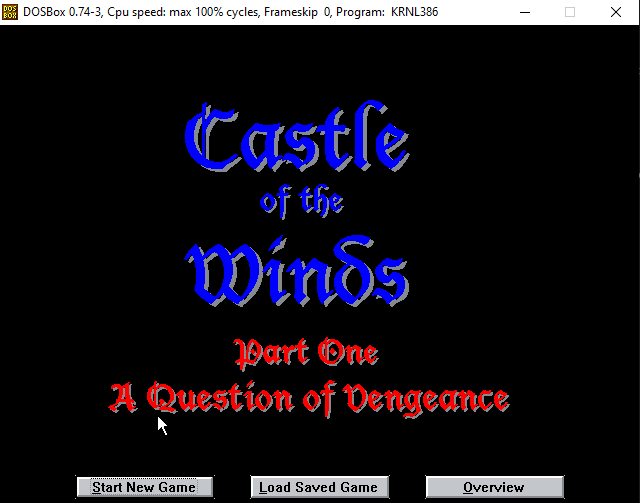 DOSBox 0.74-3, Cpu speed: max 100% cycles, Frameskip 0, Program: KRNL386
Castle
of the
Winds
Part One
A Question of Vengeance
Start New Game
Load Saved Game
Overview